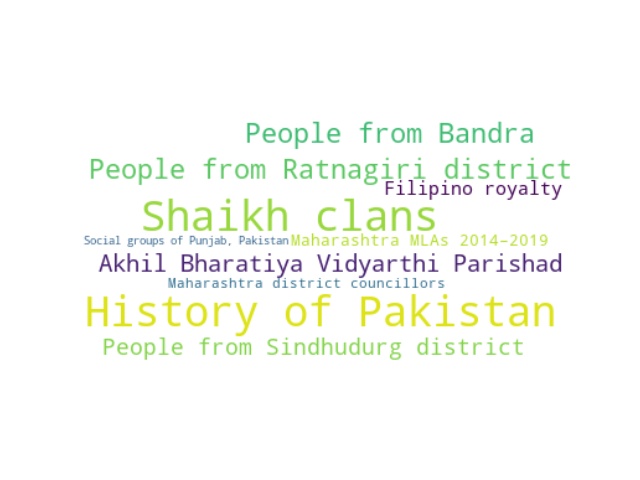 People from Bandra
People from Ratnagiri district
Filipino royalty
Shaikh clans
Social groups of Punjab, Pakistan
Maharashtra MLAs 2014–2019
Akhil Bharatiya Vidyarthi Parishad
Maharashtra district councillors
History of Pakistan
People from Sindhudurg district